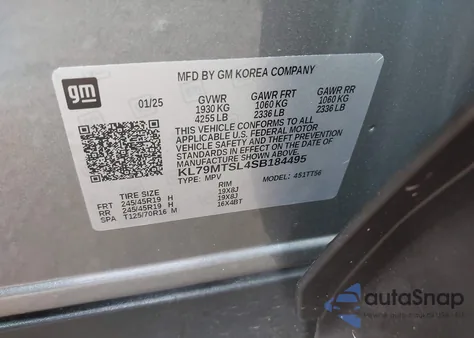 gm
MFD BY GM KOREA COMPANY
01/25 GVWR GAWR FRT GAWR RR
1930 KG 1060 KG 1060 KG
4255 LB 2336 LB 2336 LB
THIS VEHICLE CONFORMS TO ALL
APPLICABLE U.S. FEDERAL MOTOR
VEHICLE SAFETY AND THEFT PREVENTION
STANDARDS IN EFFECT ON THE DATE OF
MANUFACTURE SHOWN ABOVE.
KL79MTSL4SB184495
TYPE: MPV MODEL: 4S1TT56
TIRE SIZE RIM
FRT 245/45R19 H 19X8J
RR 245/45R19 H 19X8J
SPA T125/70R16 M 16X4BT
autoSnap